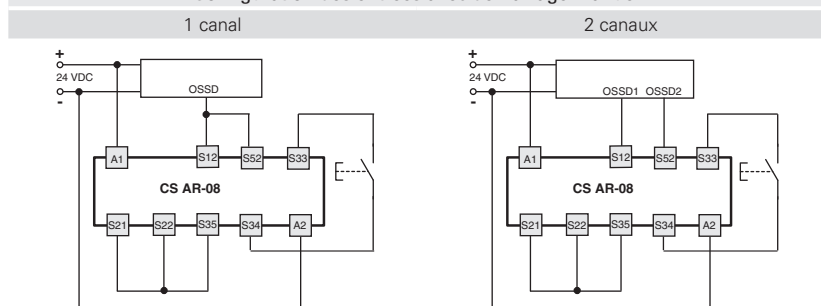 1 canal 2 canaux
+ +
24 VDC 24 VDC
OSSD OSSD1 OSSD2
- -
A1 S12 S52 S33 A1 S12 S52 S33
CS AR-08 CS AR-08
S21 S22 S35 S34 A2 S21 S22 S35 S34 A2